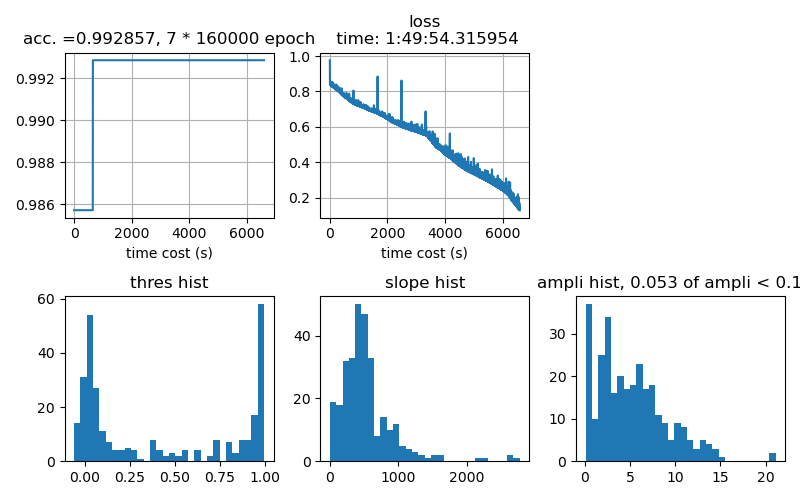 acc. =0.992857, 7 * 160000 epoch
loss
time: 1:49:54.315954
0.992
0.990
0.988
0.986
0 2000 4000 6000
time cost (s)
1.0
0.8
0.6
0.4
0.2
0 2000 4000 6000
time cost (s)
thres hist
60
40
20
0
0.00 0.25 0.50 0.75 1.00
slope hist
40
20
0
0 1000 2000
ampli hist, 0.053 of ampli < 0.1
30
20
10
0
0 5 10 15 20